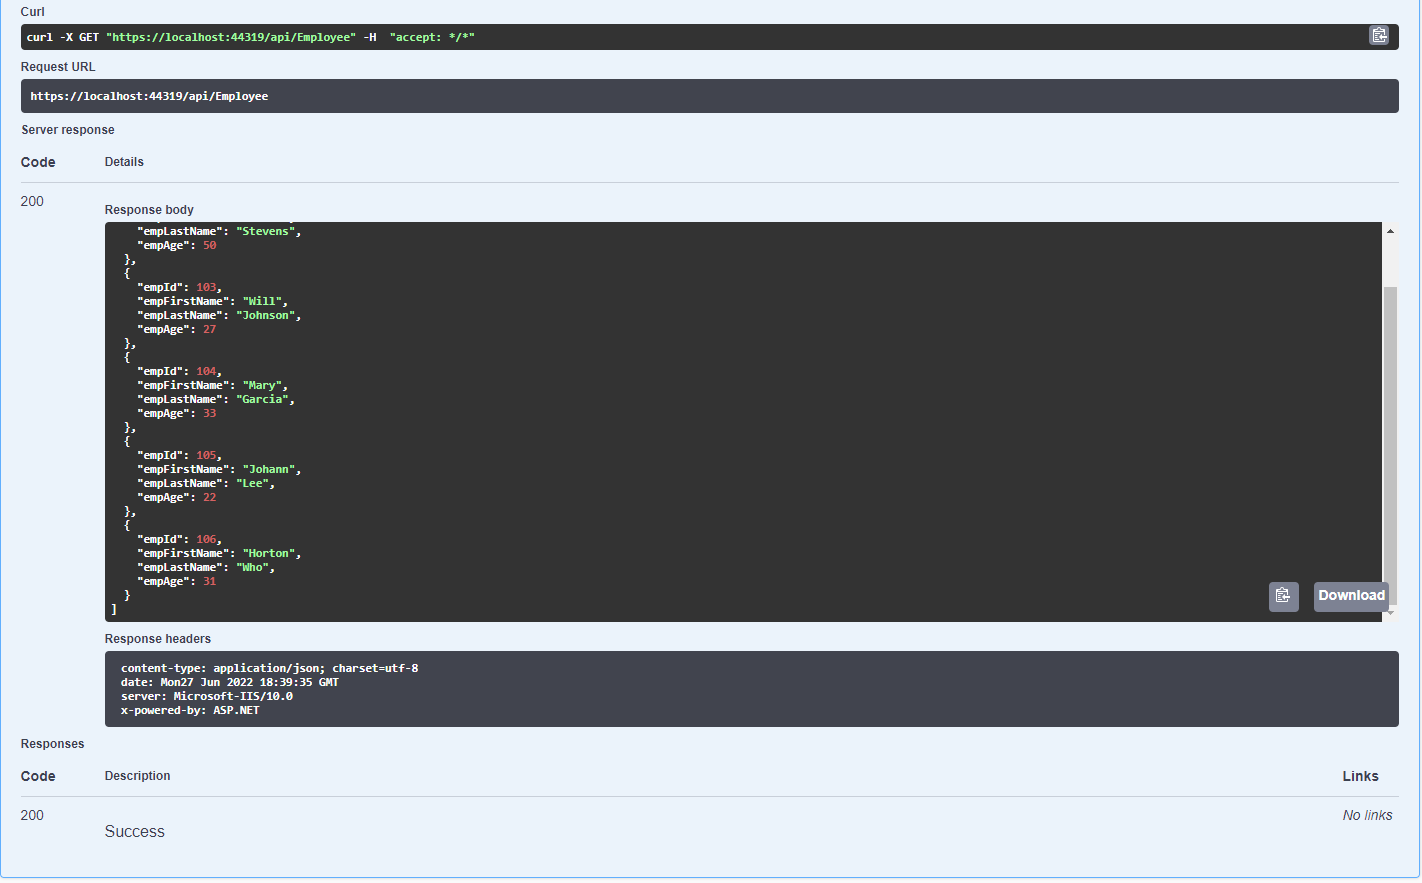 Curl
curl -X GET "https://localhost:44319/api/Employee" -H  "accept: */*"
Request URL
https://localhost:44319/api/Employee
Server response
Code Details
200
Response body
"empLastName": "Stevens",
"empAge": 50
},
{
"empId": 103,
"empFirstName": "Will",
"empLastName": "Johnson",
"empAge": 27
},
{
"empId": 104,
"empFirstName": "Mary",
"empLastName": "Garcia",
"empAge": 33
},
{
"empId": 105,
"empFirstName": "Johann",
"empLastName": "Lee",
"empAge": 22
},
{
"empId": 106,
"empFirstName": "Horton",
"empLastName": "Who",
"empAge": 31
}
]
Download
Response headers
content-type: application/json; charset=utf-8
date: Mon27 Jun 2022 18:39:35 GMT
server: Microsoft-IIS/10.0
x-powered-by: ASP.NET
Responses
Code Description Links
200 No links
Success